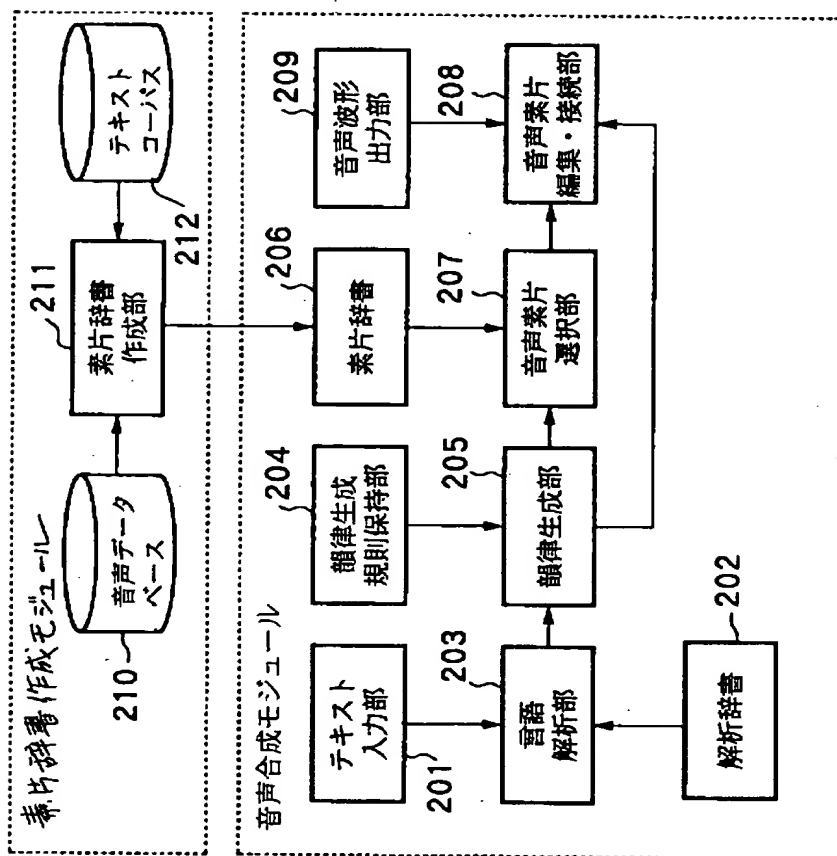 素片辞書作成モジュール
音声データ
ベース
210
素片辞書
作成部
211
テキスト
コーパス
212
音声合成モジュール
テキスト
入力部
201
韻律生成
規則保持部
204
素片辞書
206
音声波形
出力部
209
言語
解析部
203
韻律生成部
205
音声素片
選択部
207
音声素片
編集・接続部
208
解析辞書
202